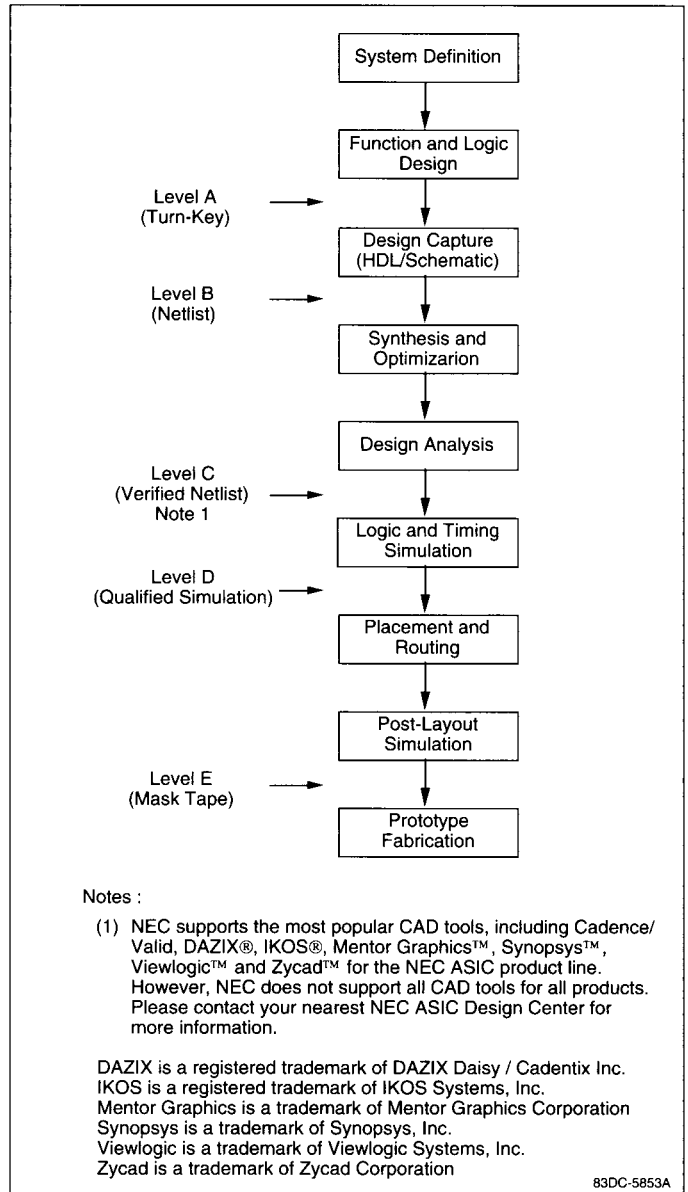 System Definition
Function and Logic
Design
Level A
(Turn-Key)
Design Capture
(HDL/Schematic)
Level B
(Netlist)
Synthesis and
Optimizarion
Design Analysis
Level C
(Verified Netlist)
Note 1
Logic and Timing
Simulation
Level D
(Qualified Simulation)
Placement and
Routing
Post-Layout
Simulation
Level E
(Mask Tape)
Prototype
Fabrication
Notes :
(1) NEC supports the most popular CAD tools, including Cadence/
Valid, DAZIX®, IKOS®, Mentor Graphics™, Synopsys™,
Viewlogic™ and Zycad™ for the NEC ASIC product line.
However, NEC does not support all CAD tools for all products.
Please contact your nearest NEC ASIC Design Center for
more information.
DAZIX is a registered trademark of DAZIX Daisy / Cadentix Inc.
IKOS is a registered trademark of IKOS Systems, Inc.
Mentor Graphics is a trademark of Mentor Graphics Corporation
Synopsys is a trademark of Synopsys, Inc.
Viewlogic is a trademark of Viewlogic Systems, Inc.
Zycad is a trademark of Zycad Corporation
83DC-5853A